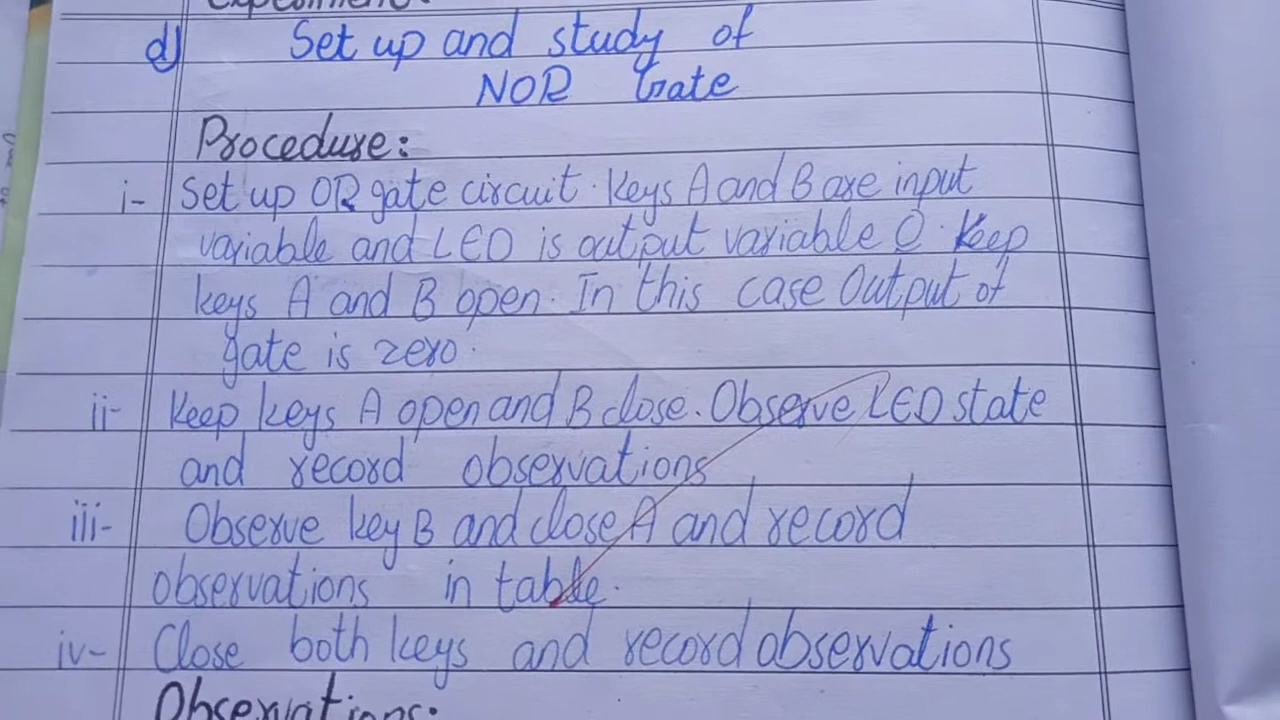 Experiment:
d) Set up and study of
NOR Gate
Procedure:
i- Set up OR gate circuit. Keys A and B are input
variable and LED is output variable Q. Keep
keys A and B open. In this case Output of
gate is zero.
ii- Keep keys A open and B close. Observe LED state
and record observations
iii- Observe key B and close A and record
observations in table.
iv- Close both keys and record observations
Observations: